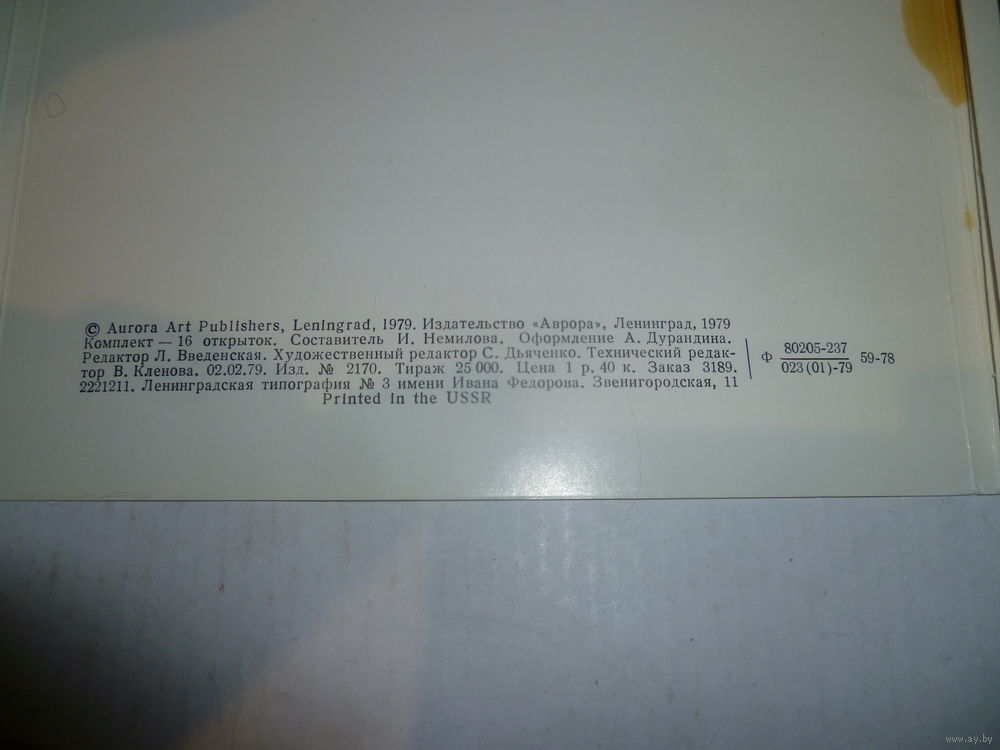 © Aurora Art Publishers, Leningrad, 1979. Издательство «Аврора», Ленинград, 1979
Комплект — 16 открыток. Составитель И. Немилова. Оформление А. Дурандина.
Редактор Л. Введенская. Художественный редактор С. Дьяченко. Технический редак-
тор В. Кленова. 02.02.79. Изд. № 2170. Тираж 25 000. Цена 1 р. 40 к. Заказ 3189.
2221211. Ленинградская типография № 3 имени Ивана Федорова. Звенигородская, 11
Printed in the USSR
80205-237
Ф 59-78
023(01)-79
www.ay.by